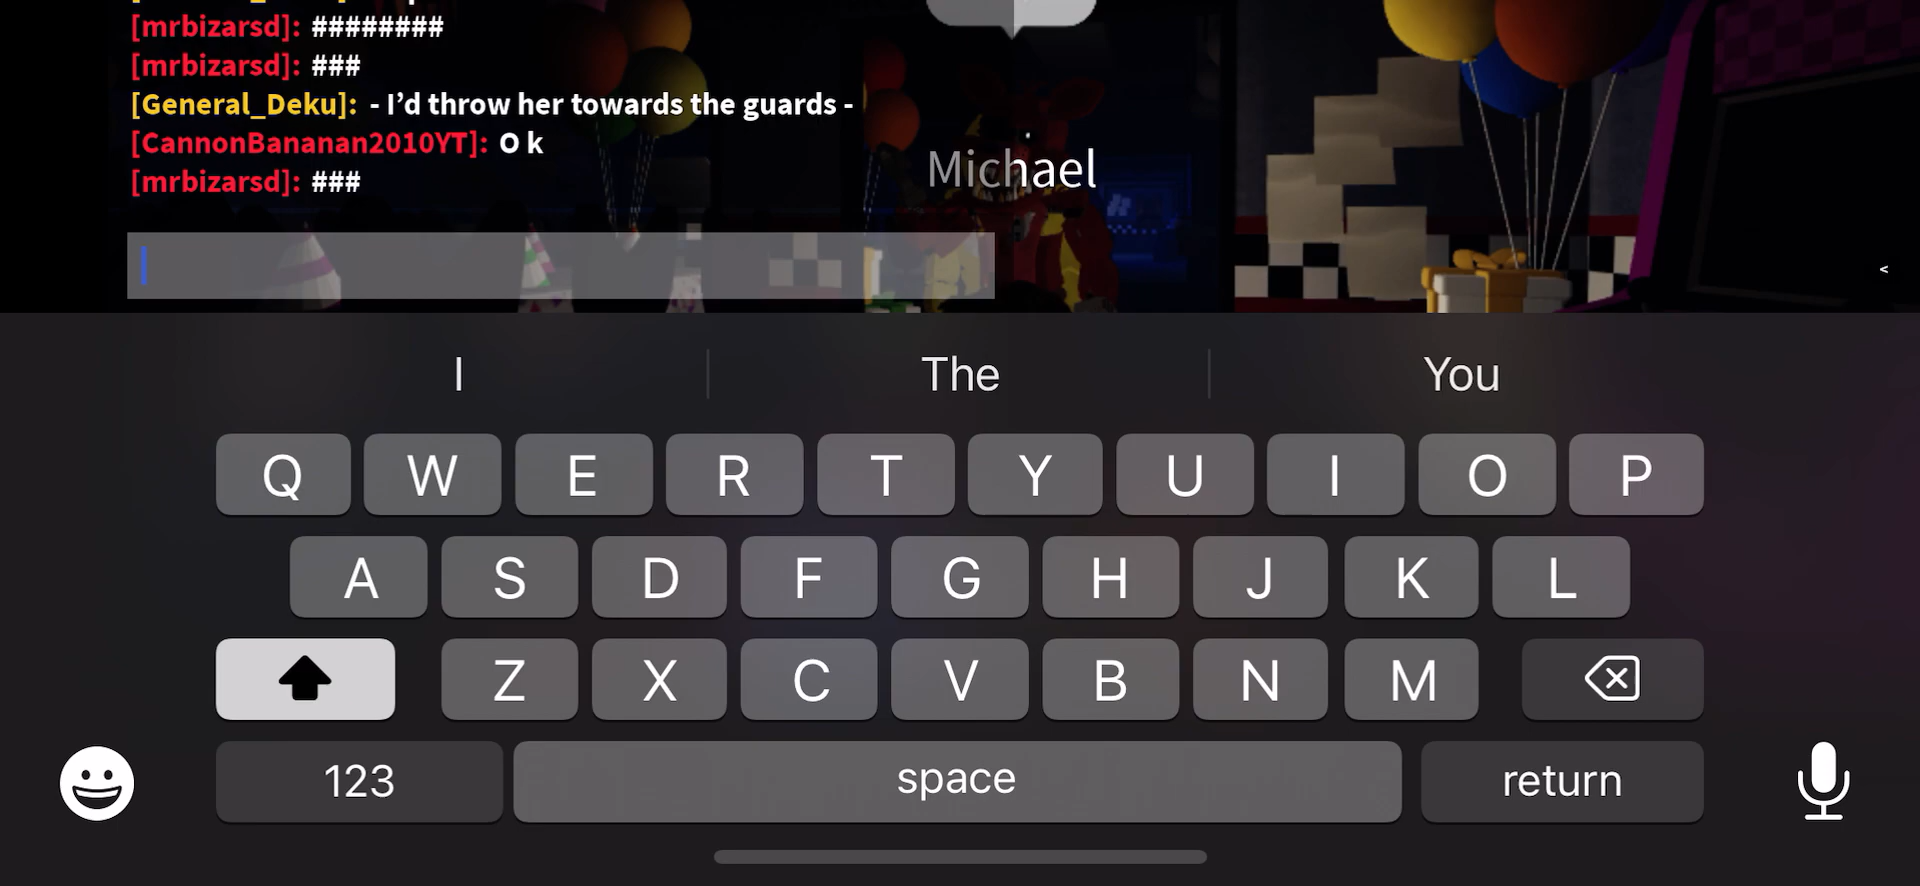 [mrbizarsd]: ########
[mrbizarsd]: ###
[General_Deku]: - I’d throw her towards the guards -
[CannonBananan2010YT]: O k
[mrbizarsd]: ###
Michael
<
I The You
Q W E R T Y U I O P
A S D F G H J K L
Z X C V B N M
123 space return